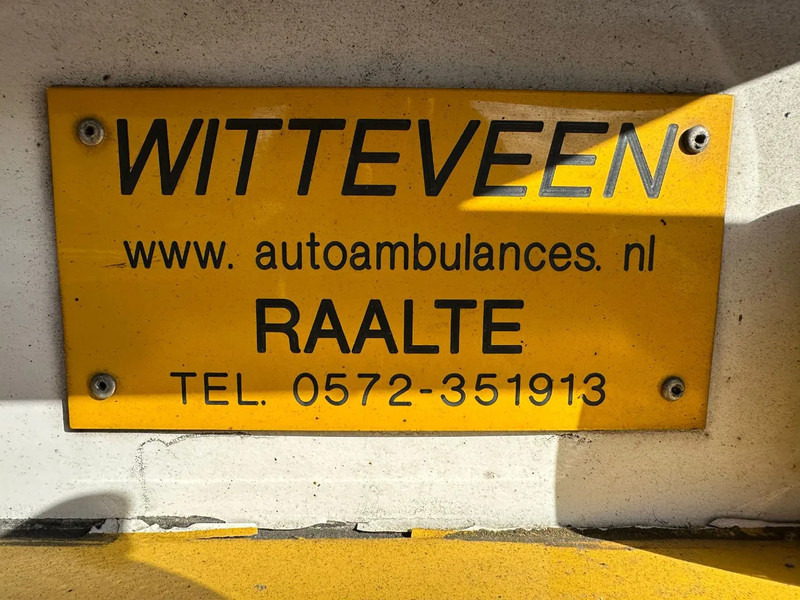 WITTEVEEN
www. autoambulances. nl
RAALTE
TEL. 0572-351913